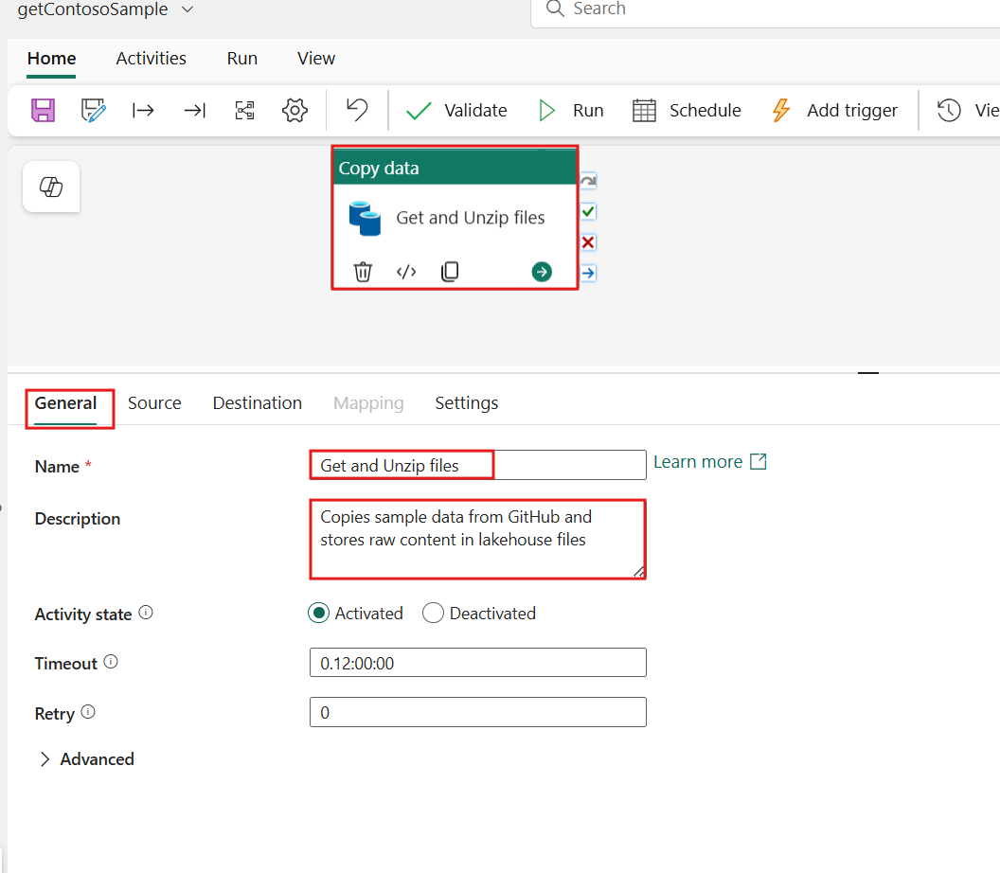 getContosoSample
Search
Home Activities Run View
Validate Run Schedule Add trigger Vie
Copy data
Get and Unzip files
General Source Destination Mapping Settings
Name * Get and Unzip files Learn more
Description Copies sample data from GitHub and
stores raw content in lakehouse files
Activity state Activated Deactivated
Timeout 0.12:00:00
Retry 0
Advanced